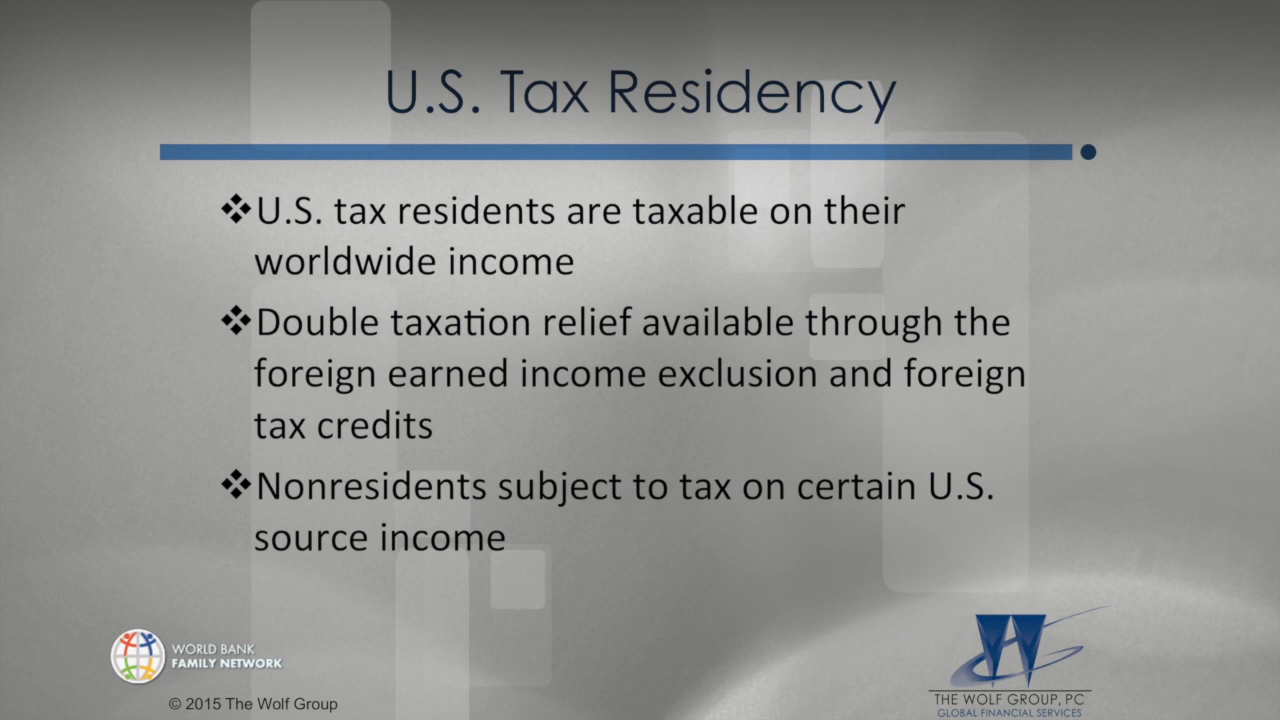 U.S. Tax Residency
❖U.S. tax residents are taxable on their
worldwide income
❖Double taxation relief available through the
foreign earned income exclusion and foreign
tax credits
❖Nonresidents subject to tax on certain U.S.
source income
WORLD BANK
FAMILY NETWORK
© 2015 The Wolf Group
THE WOLF GROUP, PC
GLOBAL FINANCIAL SERVICES